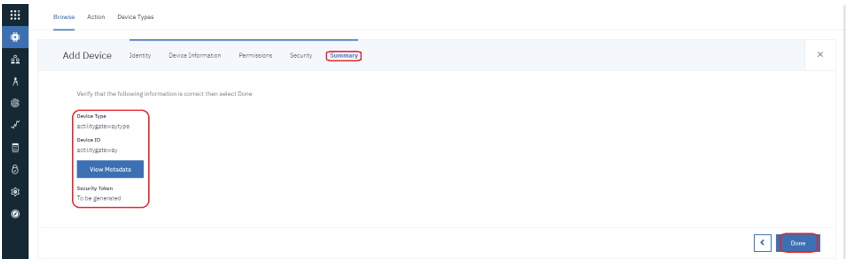 Browse Action Device Types
Add Device Identity Device Information Permissions Security Summary
Verify that the following information is correct then select Done
Device Type
actilitygatewaytype
Device ID
actilitygateway
View Metadata
Security Token
To be generated
Done